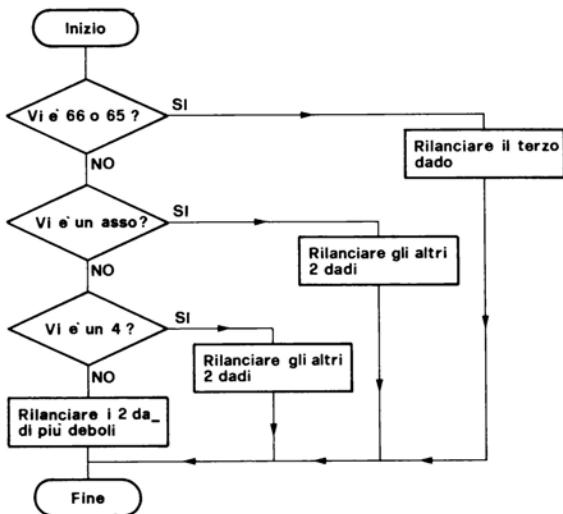 Inizio
Vi e' 66 o 65 ?
SI
Rilanciare il terzo
dado
NO
Vi e' un asso?
SI
Rilanciare gli altri
2 dadi
NO
Vi e' un 4 ?
SI
Rilanciare gli altri
2 dadi
NO
Rilanciare i 2 da_
di più deboli
Fine